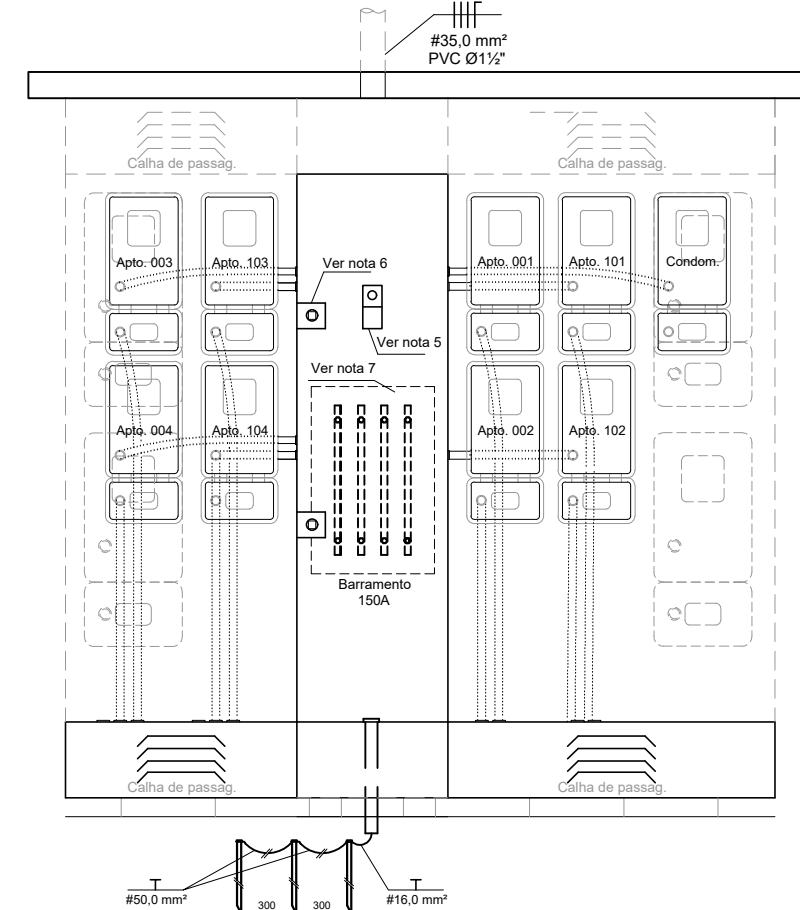 #35,0 mm²
PVC Ø1½"
Calha de passag.
Calha de passag.
Apto. 003
Apto. 103
Ver nota 6
Apto. 001
Apto. 101
Condom.
Ver nota 5
Ver nota 7
Apto. 004
Apto. 104
Apto. 002
Apto. 102
Barramento
150A
Calha de passag.
Calha de passag.
#50,0 mm²
300
300
#16,0 mm²